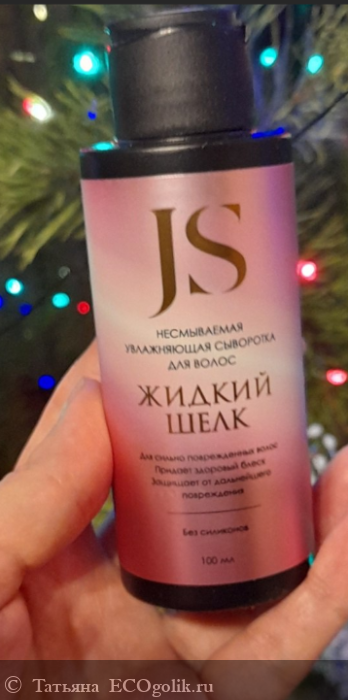 JS
НЕСМЫВАЕМАЯ
УВЛАЖНЯЮЩАЯ СЫВОРОТКА
ДЛЯ ВОЛОС
ЖИДКИЙ
ШЕЛК
Для сильно поврежденных волос
Придает здоровый блеск
Защищает от дальнейшего
повреждения
Без силиконов
100 мл
© Татьяна ECOgolik.ru